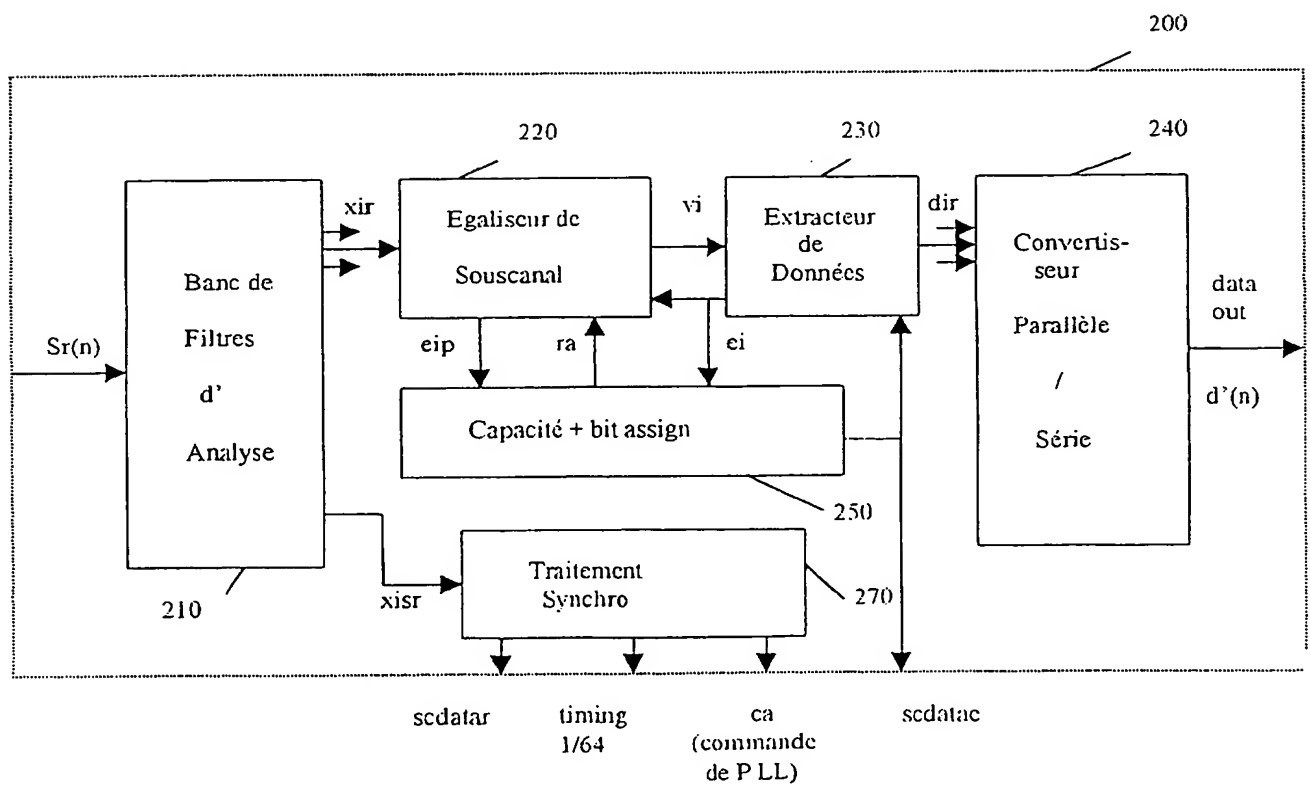 200
220
230
240
xir
Egaliseur de
Souscanal
vi
Extracteur
de
Données
dir
Convertis-
seur
Parallèle
/
Série
data
out
d'(n)
Sr(n)
Banc de
Filtres
d'
Analyse
eip
ra
ei
Capacité + bit assign
250
210
xisr
Traitement
Synchro
270
scdatar
timing
1/64
ca
(commande
de PLL)
scdatae